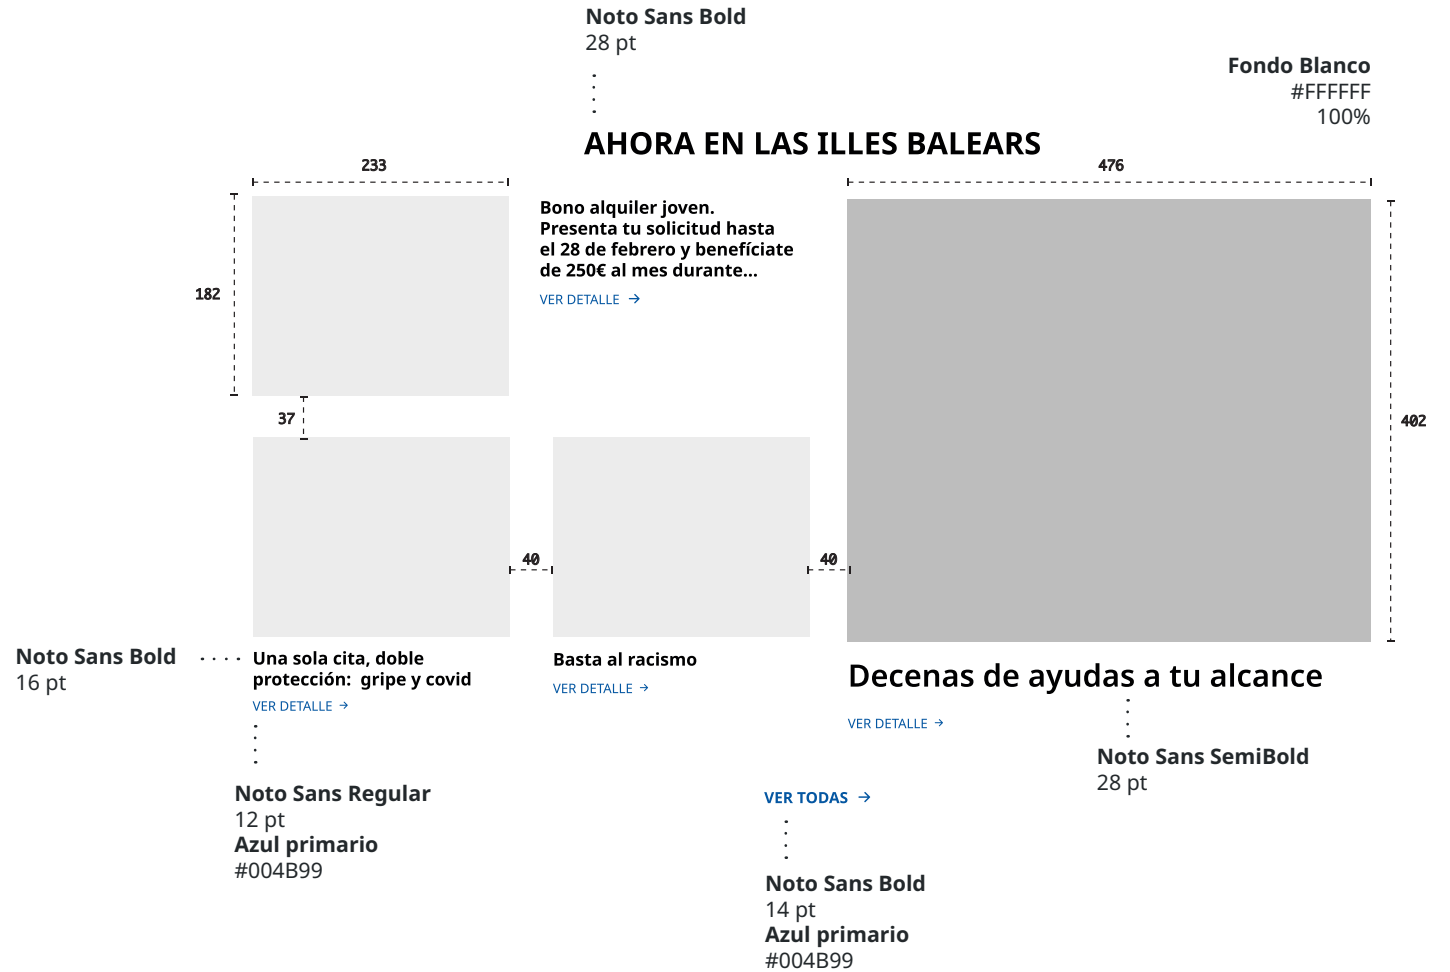 Noto Sans Bold
28 pt
Fondo Blanco
#FFFFFF
100%
AHORA EN LAS ILLES BALEARS
233
476
Bono alquiler joven.
Presenta tu solicitud hasta
el 28 de febrero y benefíciate
de 250€ al mes durante...
VER DETALLE →
182
37
402
40
40
Noto Sans Bold
16 pt
Una sola cita, doble
protección:  gripe y covid
VER DETALLE →
Basta al racismo
VER DETALLE →
Decenas de ayudas a tu alcance
VER DETALLE →
Noto Sans SemiBold
28 pt
Noto Sans Regular
12 pt
Azul primario
#004B99
VER TODAS →
Noto Sans Bold
14 pt
Azul primario
#004B99